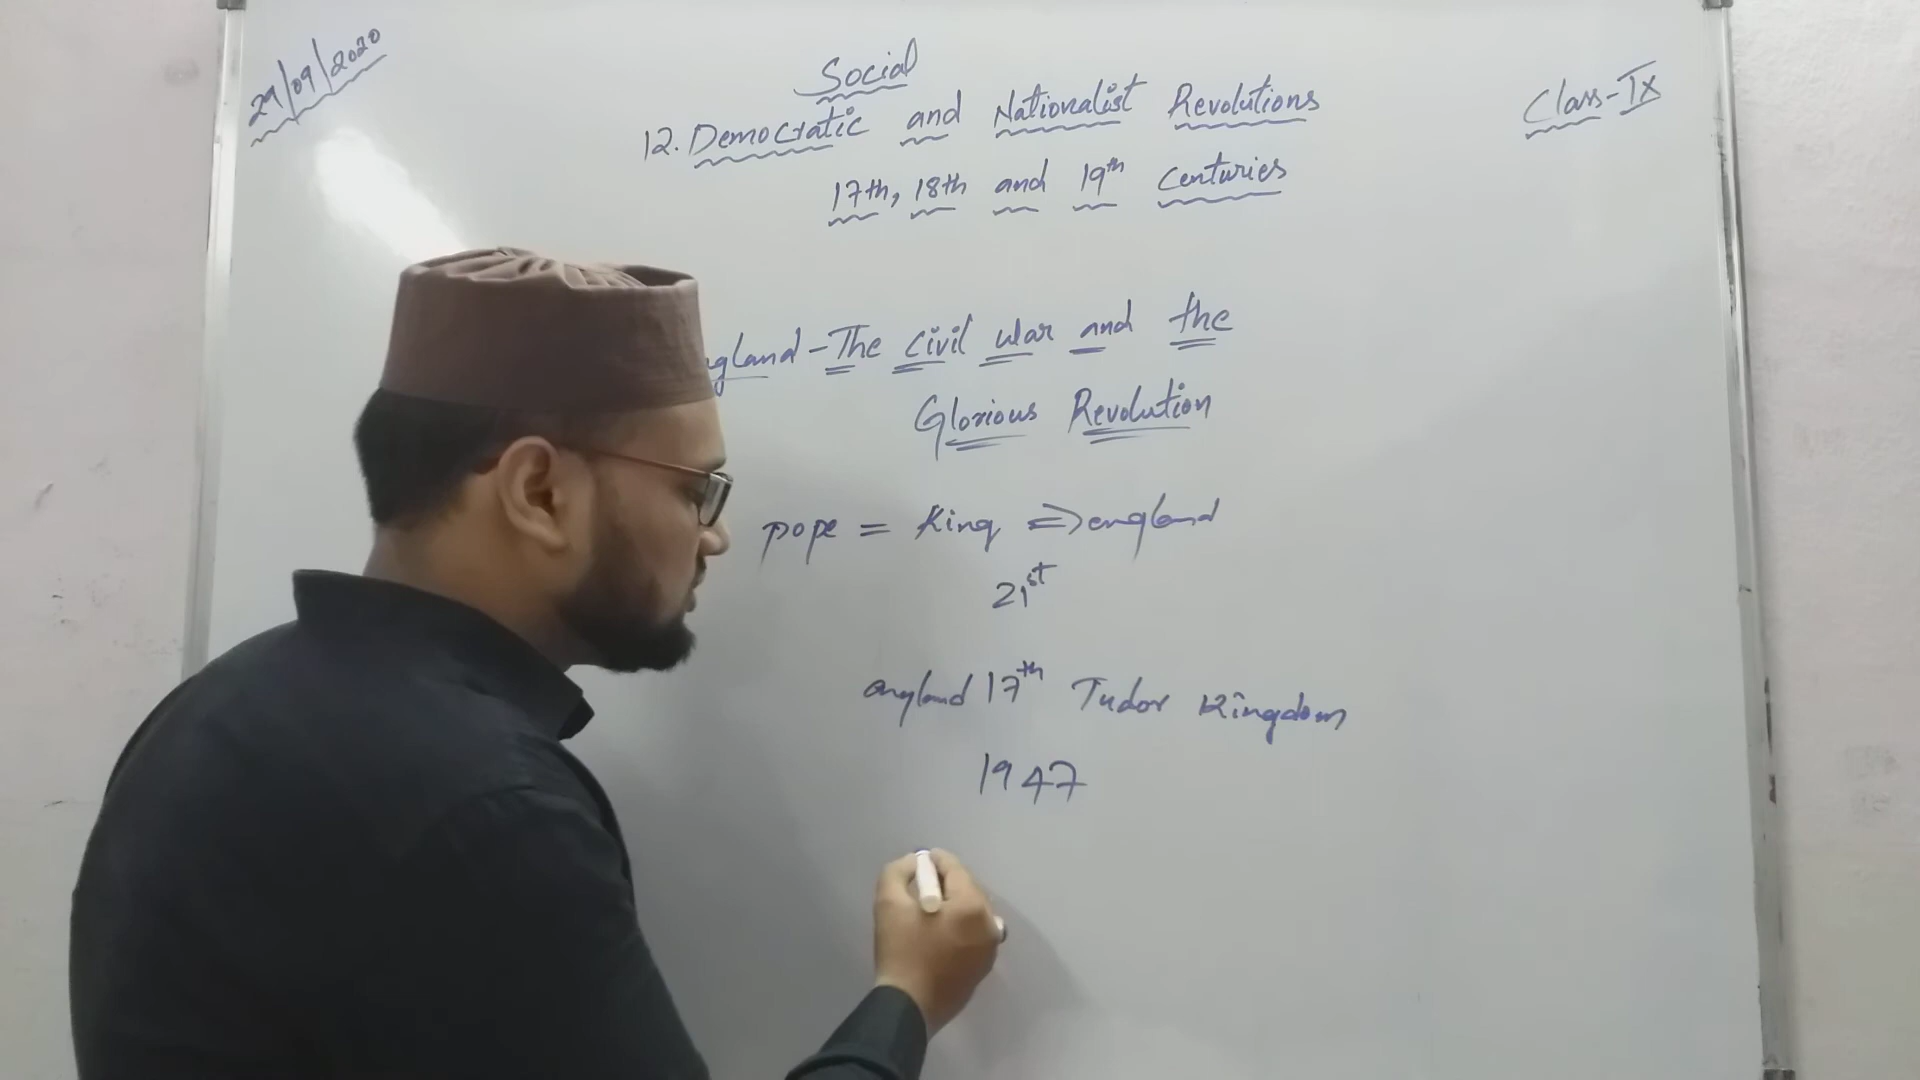 29/09/2020
Social
Class-IX
12. Democratic and Nationalist Revolutions
17th, 18th and 19th centuries
gland-The civil war and the
Glorious Revolution
pope = King => england
21st
england 17th Tudor Kingdom
1947